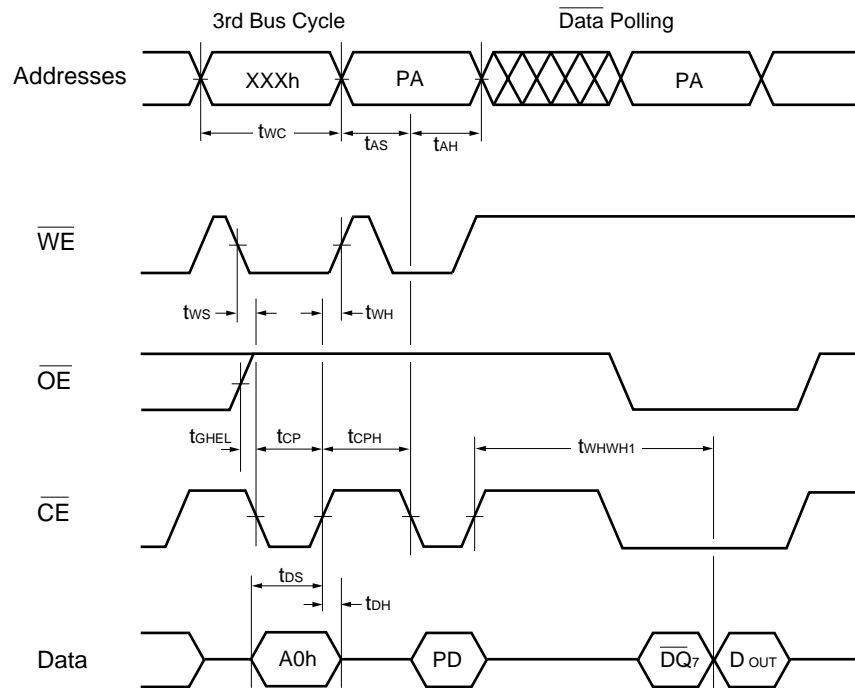 3rd Bus Cycle Data Polling
Addresses XXXh PA PA
tWC tAS tAH
WE
tWS tWH
OE
tGHEL tCP tCPH tWHWH1
CE
tDS
tDH
Data A0h PD DQ7 DOUT